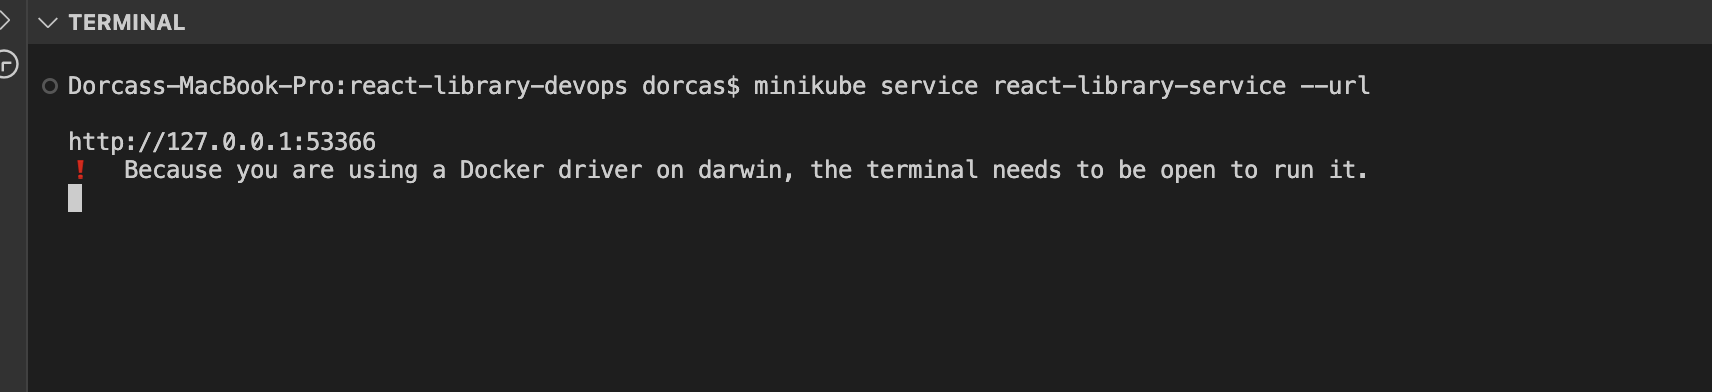 TERMINAL
Dorcass-MacBook-Pro:react-library-devops dorcas$ minikube service react-library-service --url
http://127.0.0.1:53366
! Because you are using a Docker driver on darwin, the terminal needs to be open to run it.